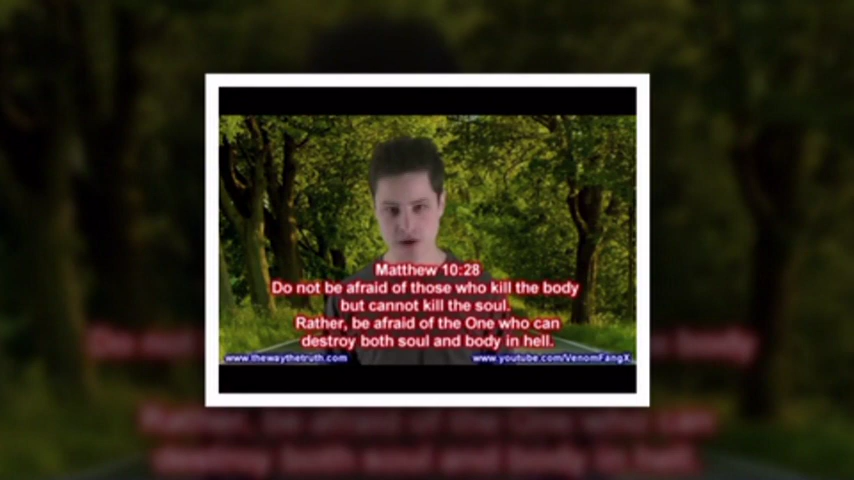 Matthew 10:28
Do not be afraid of those who kill the body
but cannot kill the soul.
Rather, be afraid of the One who can
destroy both soul and body in hell.
www.thewaythetruth.com
www.youtube.com/VenomFangX